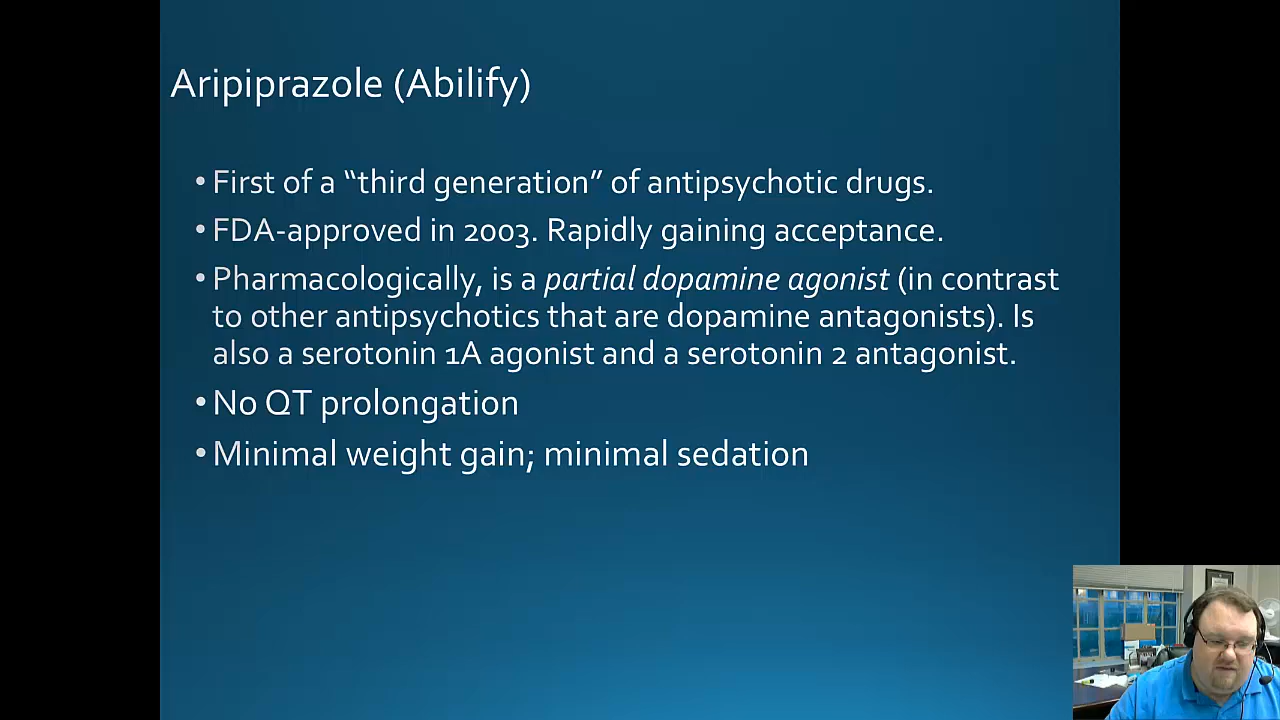 Aripiprazole (Abilify)
• First of a “third generation” of antipsychotic drugs.
• FDA-approved in 2003. Rapidly gaining acceptance.
• Pharmacologically, is a partial dopamine agonist (in contrast
to other antipsychotics that are dopamine antagonists). Is
also a serotonin 1A agonist and a serotonin 2 antagonist.
• No QT prolongation
• Minimal weight gain; minimal sedation